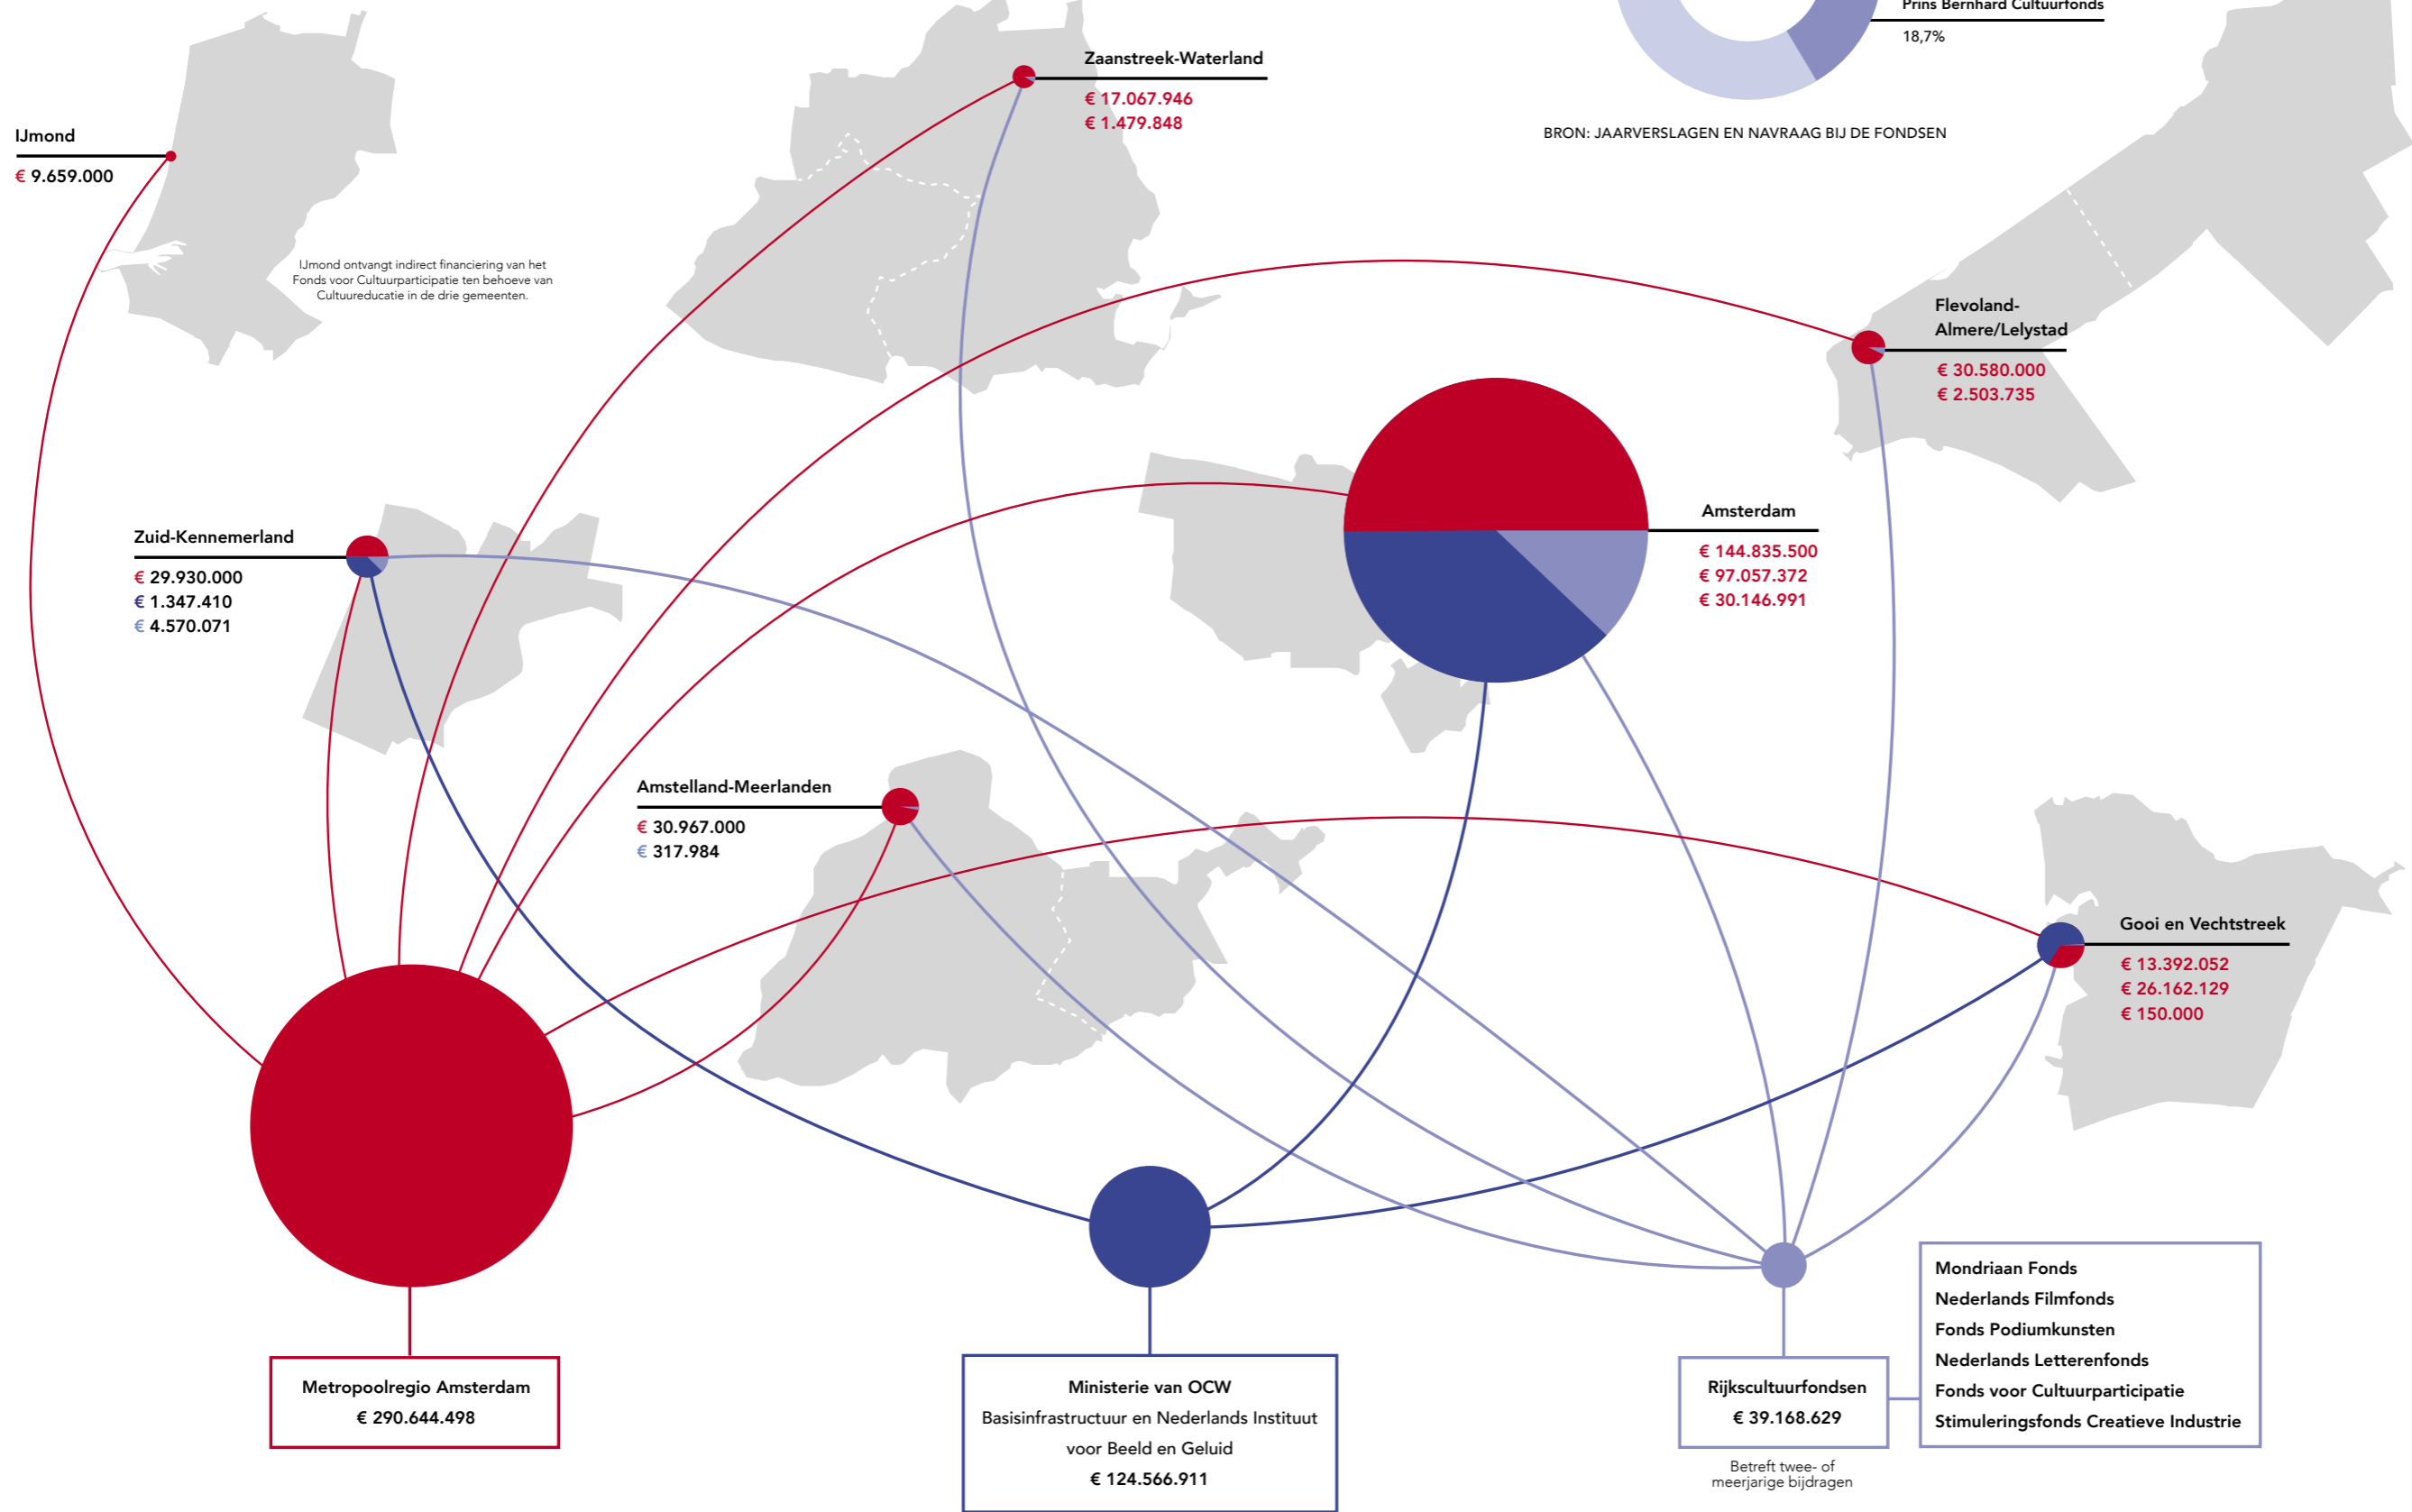 Prins Bernhard Cultuurfonds
18,7%
BRON: JAARVERSLAGEN EN NAVRAAG BIJ DE FONDSEN
Zaanstreek-Waterland
€ 17.067.946
€ 1.479.848
IJmond
€ 9.659.000
IJmond ontvangt indirect financiering van het
Fonds voor Cultuurparticipatie ten behoeve van
Cultuureducatie in de drie gemeenten.
Flevoland-
Almere/Lelystad
€ 30.580.000
€ 2.503.735
Amsterdam
€ 144.835.500
€ 97.057.372
€ 30.146.991
Zuid-Kennemerland
€ 29.930.000
€ 1.347.410
€ 4.570.071
Amstelland-Meerlanden
€ 30.967.000
€ 317.984
Gooi en Vechtstreek
€ 13.392.052
€ 26.162.129
€ 150.000
Metropoolregio Amsterdam
€ 290.644.498
Ministerie van OCW
Basisinfrastructuur en Nederlands Instituut
voor Beeld en Geluid
€ 124.566.911
Rijkscultuurfondsen
€ 39.168.629
Betreft twee- of
meerjarige bijdragen
Mondriaan Fonds
Nederlands Filmfonds
Fonds Podiumkunsten
Nederlands Letterenfonds
Fonds voor Cultuurparticipatie
Stimuleringsfonds Creatieve Industrie